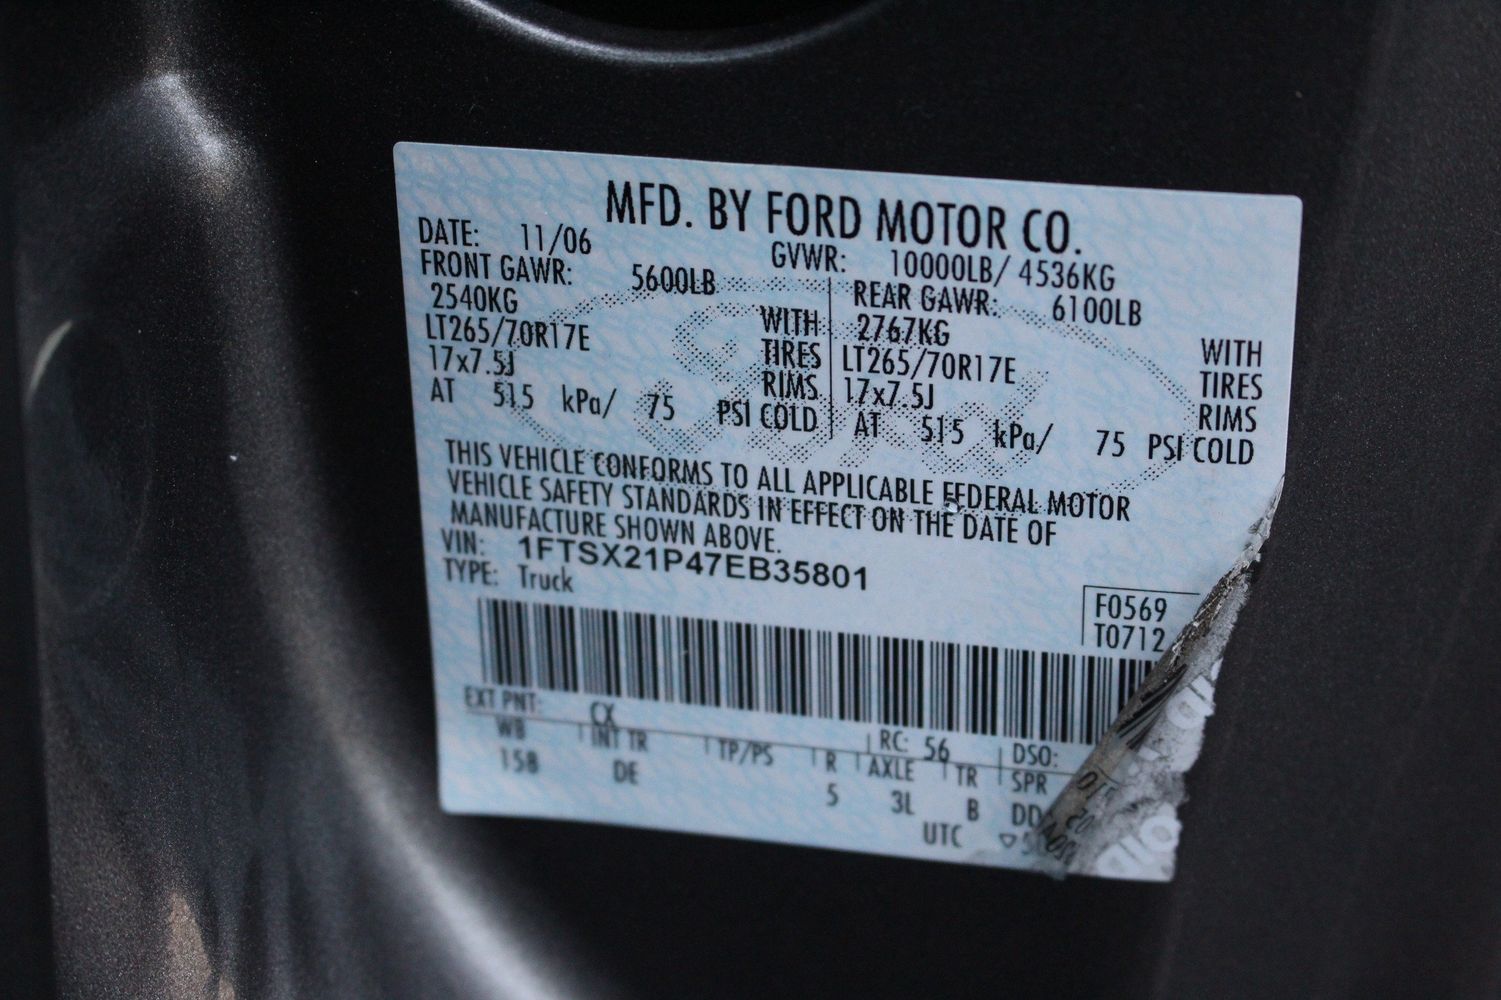 MFD. BY FORD MOTOR CO.
DATE: 11/06 GVWR: 10000LB/ 4536KG
FRONT GAWR: 5600LB REAR GAWR: 6100LB
2540KG WITH 2767KG WITH
LT265/70R17E TIRES LT265/70R17E TIRES
17x7.5J RIMS 17x7.5J RIMS
AT 515 kPa/ 75 PSI COLD AT 515 kPa/ 75 PSI COLD
THIS VEHICLE CONFORMS TO ALL APPLICABLE FEDERAL MOTOR
VEHICLE SAFETY STANDARDS IN EFFECT ON THE DATE OF
MANUFACTURE SHOWN ABOVE.
VIN: 1FTSX21P47EB35801
TYPE: Truck
F0569
T0712
EXT PNT: CX RC: 56 DSO:
WB INT TR TP/PS R AXLE TR SPR
158 DE 5 3L B DD
UTC